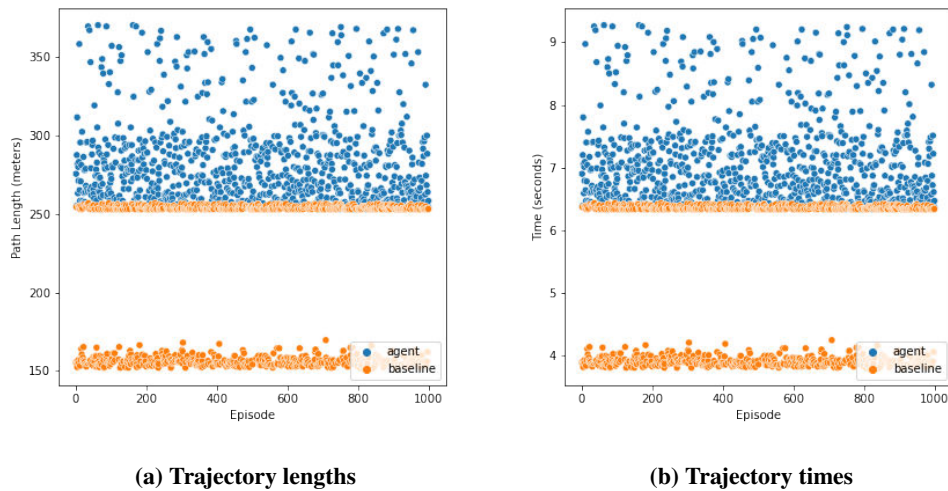 350
300
250
200
150
Path Length (meters)
0 200 400 600 800 1000
Episode
agent
baseline
(a) Trajectory lengths
9
8
7
6
5
4
Time (seconds)
0 200 400 600 800 1000
Episode
agent
baseline
(b) Trajectory times